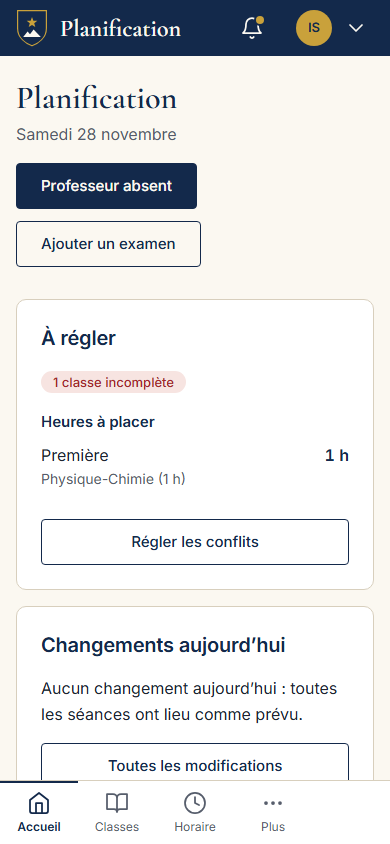 Planification
IS
Planification
Samedi 28 novembre
Professeur absent
Ajouter un examen
À régler
1 classe incomplète
Heures à placer
Première 1 h
Physique-Chimie (1 h)
Régler les conflits
Changements aujourd’hui
Aucun changement aujourd’hui : toutes
les séances ont lieu comme prévu.
Toutes les modifications
Accueil Classes Horaire Plus